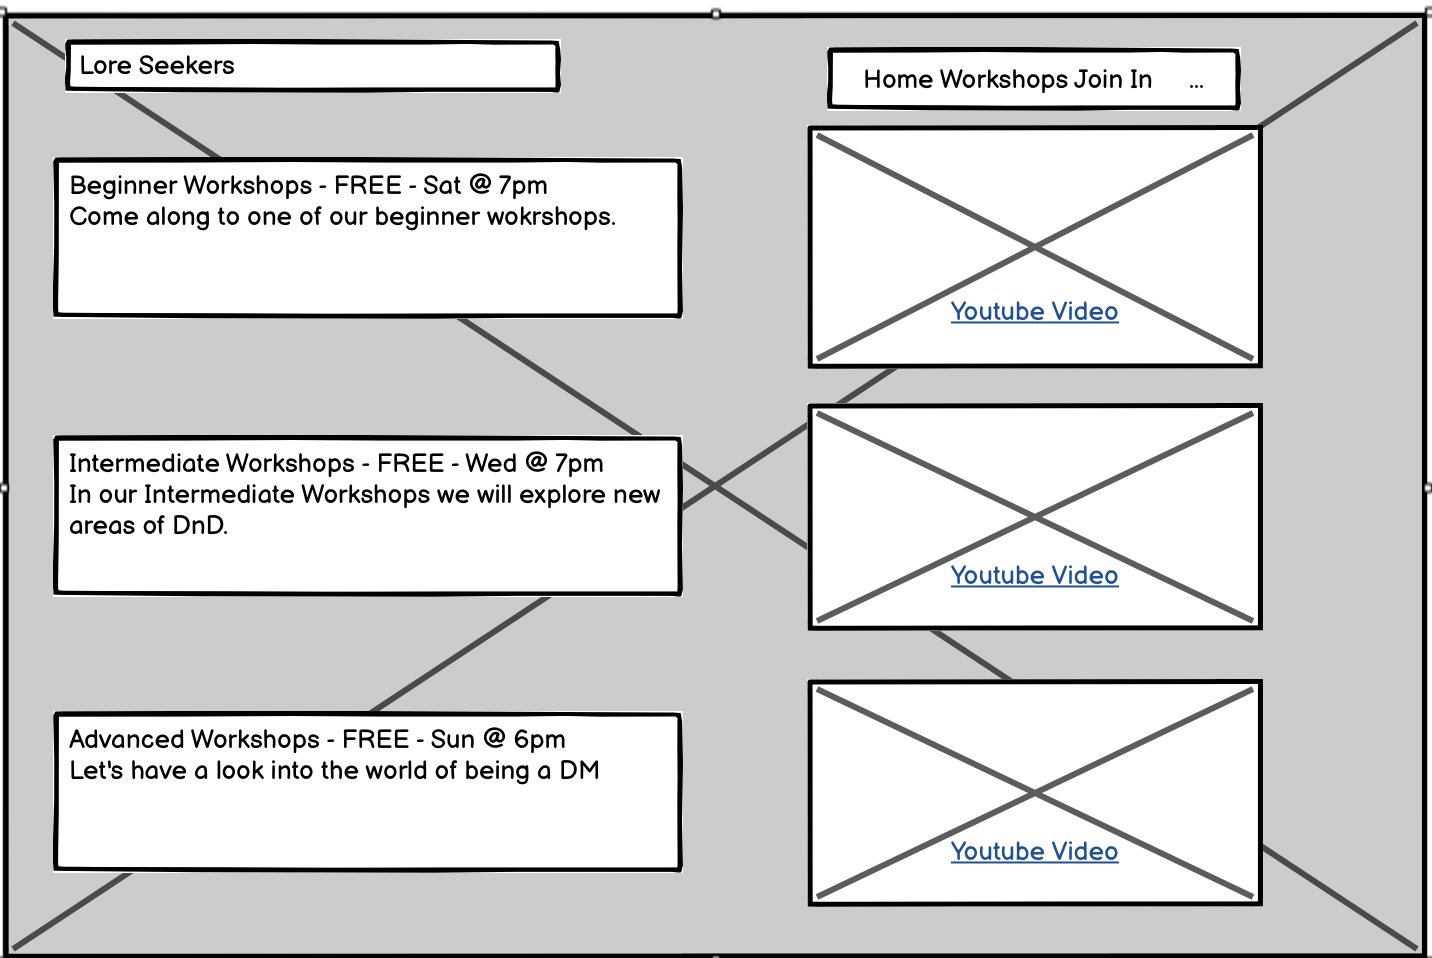 Lore Seekers
Home Workshops Join In ...
Beginner Workshops - FREE - Sat @ 7pm
Come along to one of our beginner wokrshops.
Youtube Video
Intermediate Workshops - FREE - Wed @ 7pm
In our Intermediate Workshops we will explore new
areas of DnD.
Youtube Video
Advanced Workshops - FREE - Sun @ 6pm
Let's have a look into the world of being a DM
Youtube Video